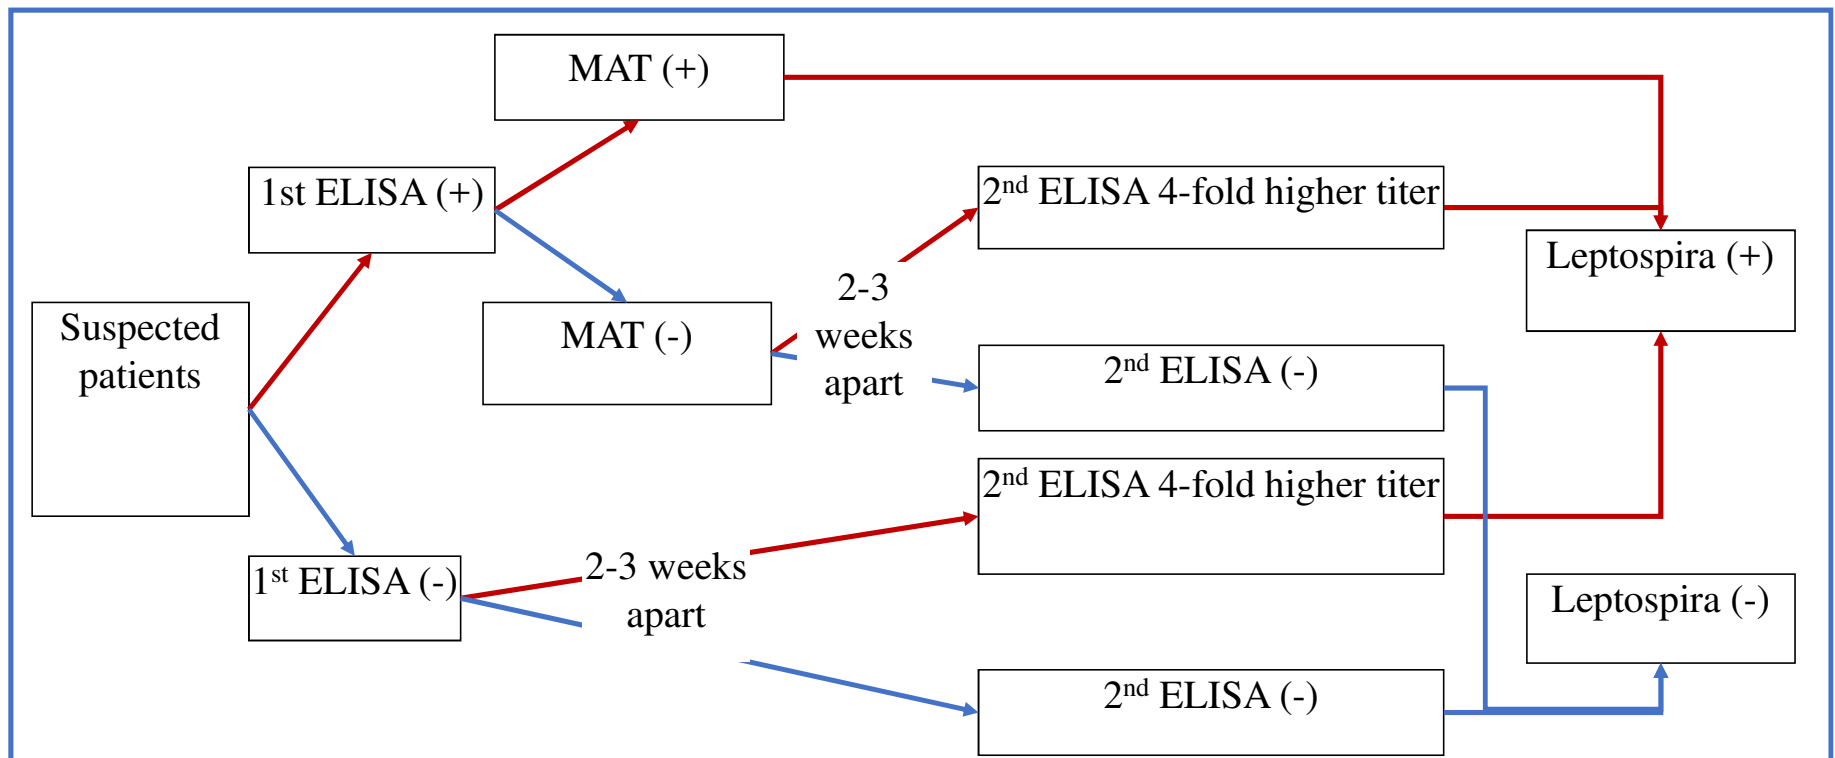 MAT (+)
1st ELISA (+)
2nd ELISA 4-fold higher titer
Leptospira (+)
2-3
weeks
apart
Suspected
patients
MAT (-)
2nd ELISA (-)
2nd ELISA 4-fold higher titer
1st ELISA (-)
2-3 weeks
apart
Leptospira (-)
2nd ELISA (-)